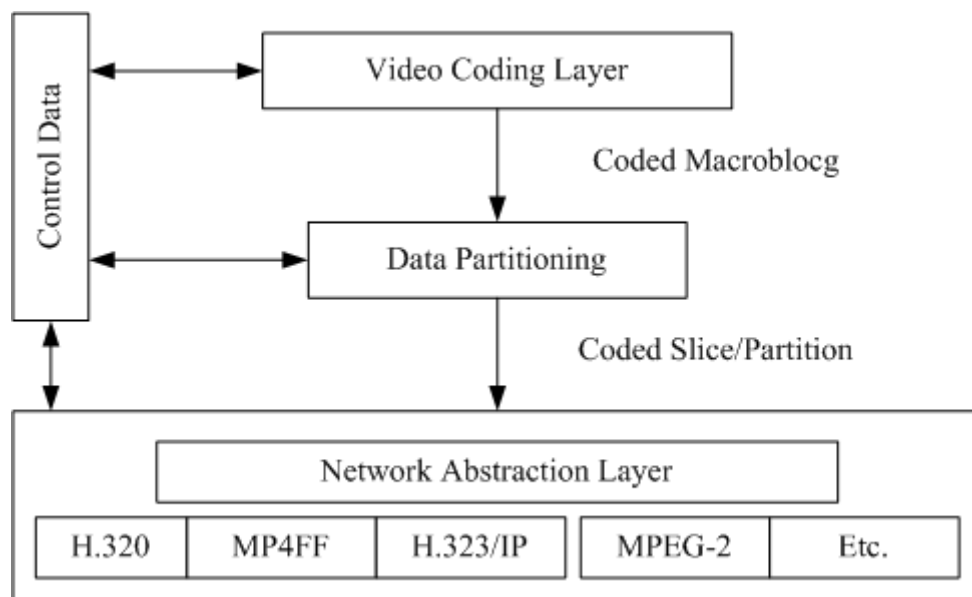 Control Data
Video Coding Layer
Coded Macroblocg
Data Partitioning
Coded Slice/Partition
Network Abstraction Layer
H.320
MP4FF
H.323/IP
MPEG-2
Etc.